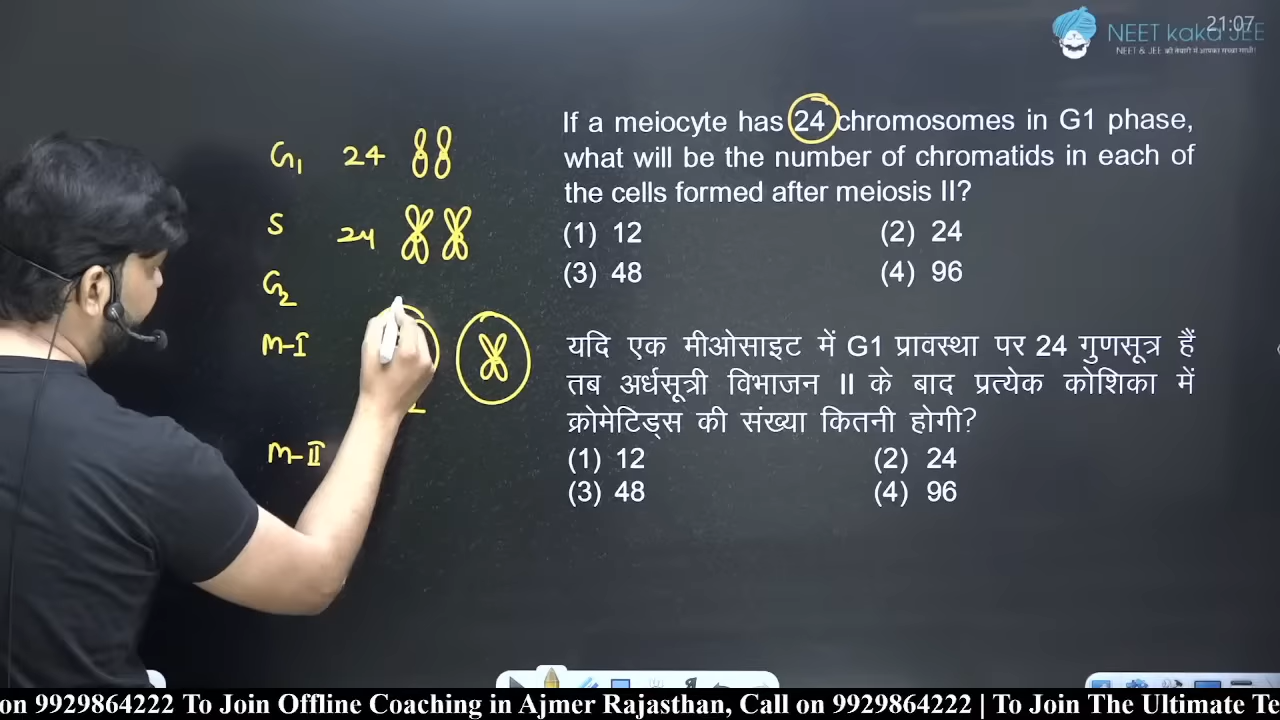 21:07
NEET kaka JEE
NEET & JEE की तैयारी में आपका सच्चा साथी!
If a meiocyte has 24 chromosomes in G1 phase,
what will be the number of chromatids in each of
the cells formed after meiosis II?
(1) 12 (2) 24
(3) 48 (4) 96
यदि एक मीओसाइट में G1 प्रावस्था पर 24 गुणसूत्र हैं
तब अर्धसूत्री विभाजन II के बाद प्रत्येक कोशिका में
क्रोमेटिड्स की संख्या कितनी होगी?
(1) 12 (2) 24
(3) 48 (4) 96
G1 24
S 24
G2
M-I
M-II
on 9929864222 To Join Offline Coaching in Ajmer Rajasthan, Call on 9929864222 | To Join The Ultimate Te